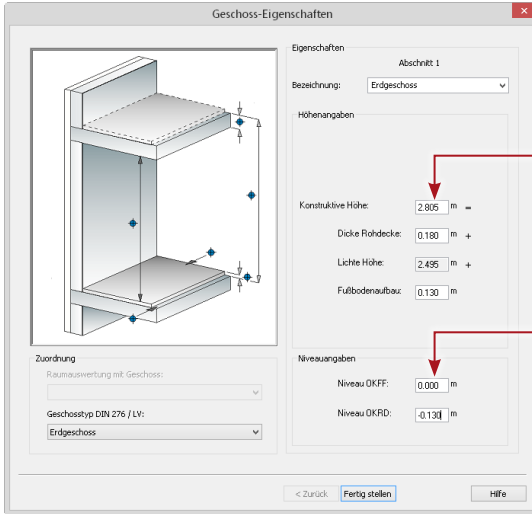 Geschoss-Eigenschaften
Eigenschaften
Abschnitt 1
Bezeichnung: Erdgeschoss
Höhenangaben
Konstruktive Höhe: 2.805 m =
Dicke Rohdecke: 0.180 m +
Lichte Höhe: 2.495 m +
Fußbodenaufbau: 0.130 m
Zuordnung
Raumauswertung mit Geschoss:
Geschosstyp DIN 276 / LV:
Erdgeschoss
Niveauangaben
Niveau OKFF: 0.000 m
Niveau OKRD: -0.130 m
< Zurück Fertig stellen Hilfe